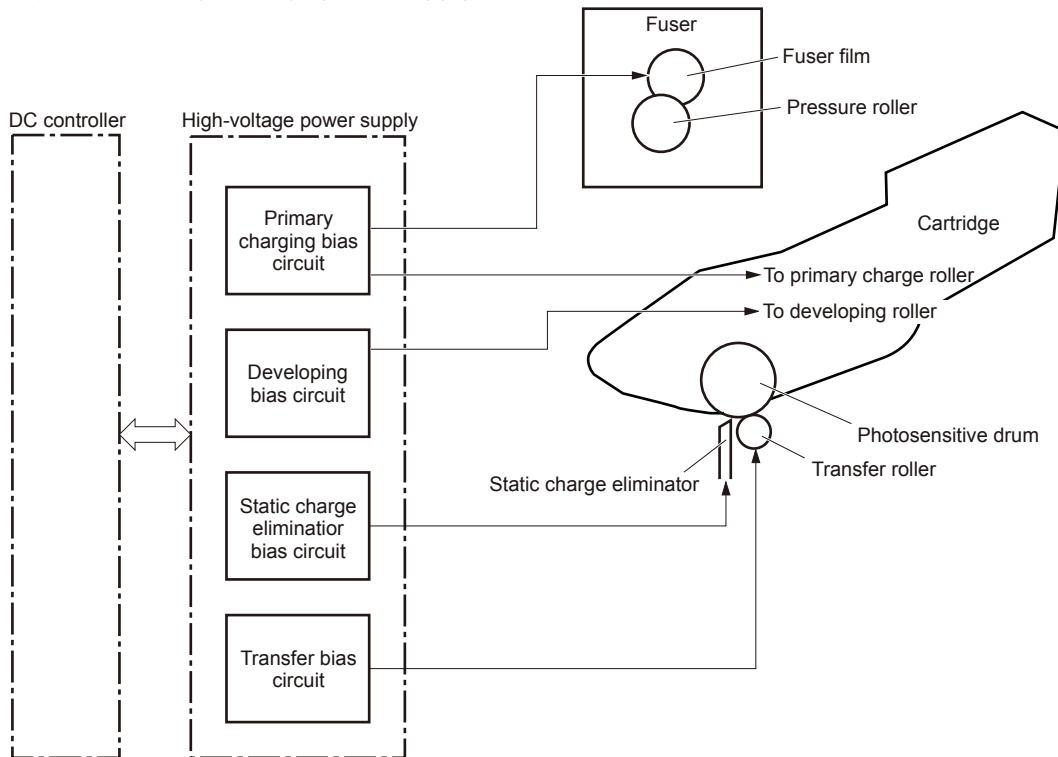 Fuser
Fuser film
Pressure roller
DC controller
High-voltage power supply
Primary
charging bias
circuit
Cartridge
To primary charge roller
To developing roller
Developing
bias circuit
Photosensitive drum
Transfer roller
Static charge eliminator
Static charge
eliminatior
bias circuit
Transfer bias
circuit